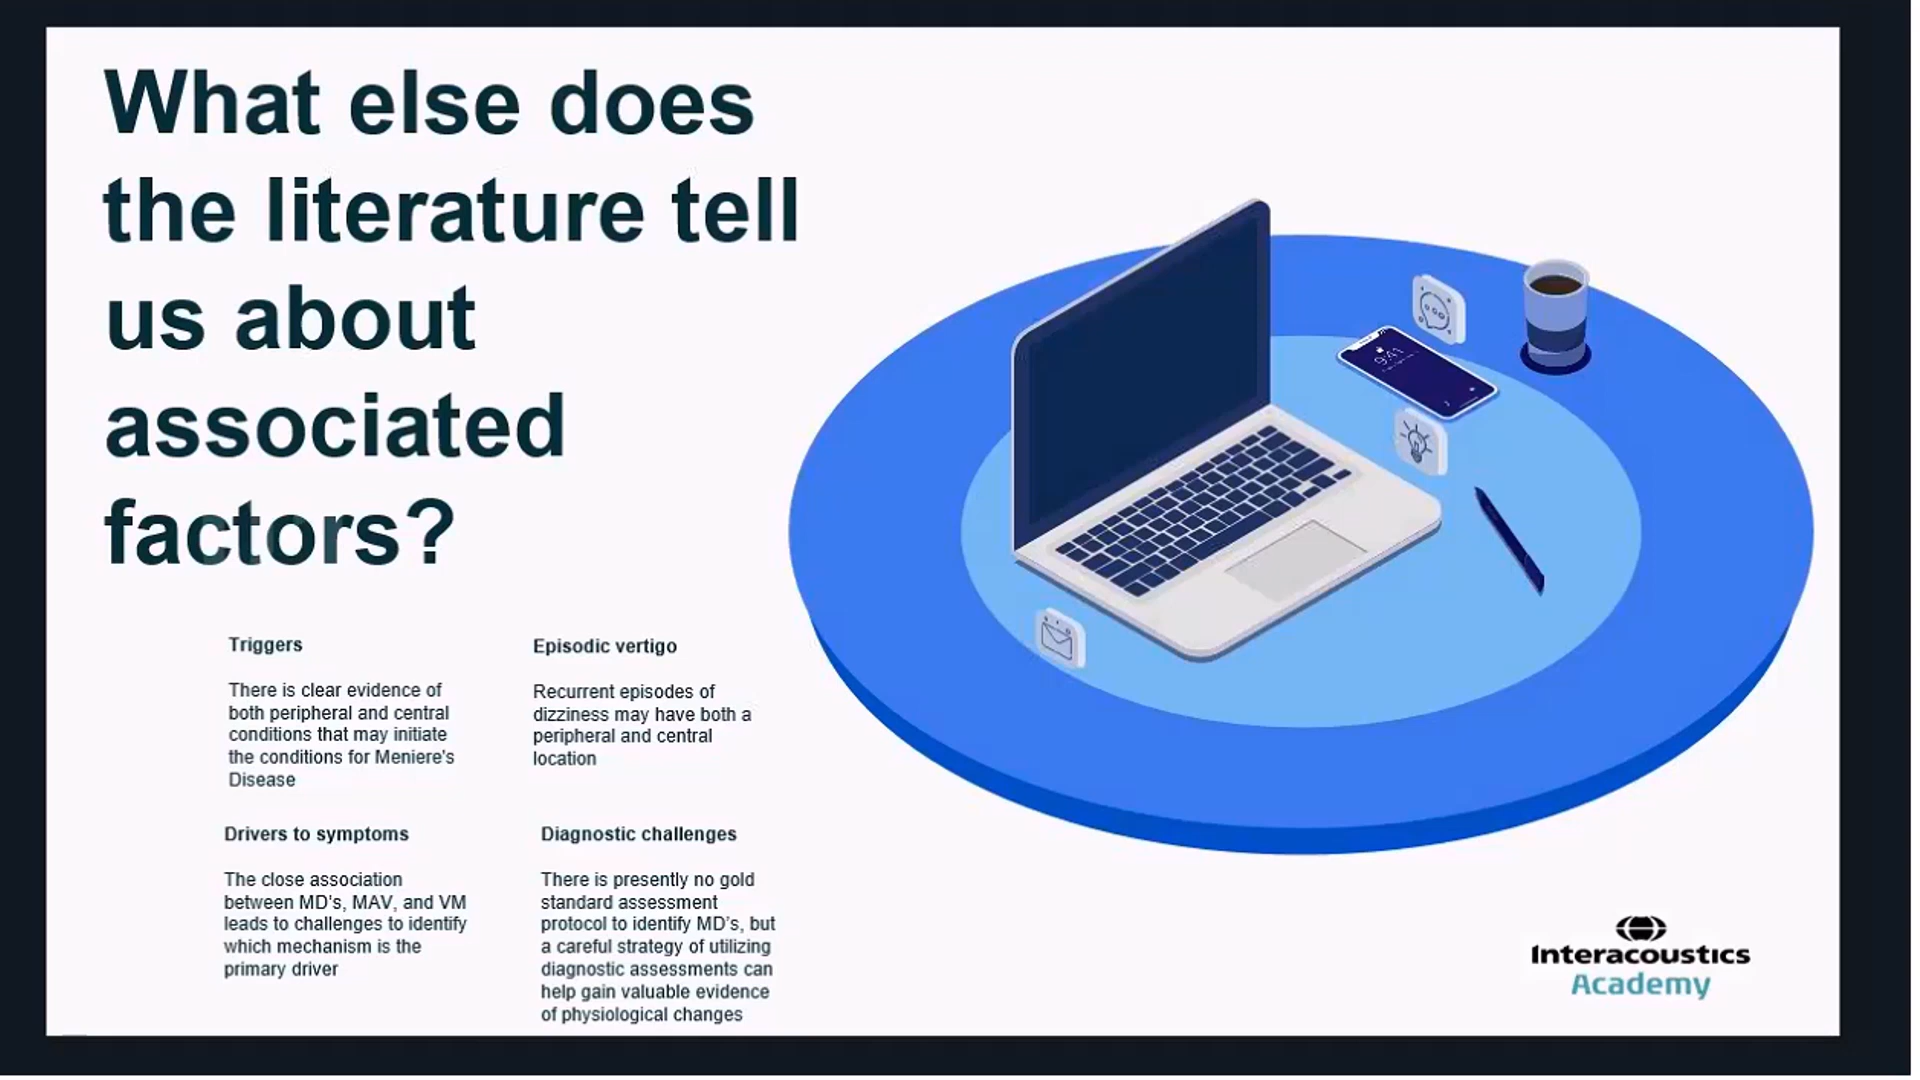 What else does
the literature tell
us about
associated
factors?
Triggers
There is clear evidence of
both peripheral and central
conditions that may initiate
the conditions for Meniere's
Disease
Episodic vertigo
Recurrent episodes of
dizziness may have both a
peripheral and central
location
Drivers to symptoms
The close association
between MD's, MAV, and VM
leads to challenges to identify
which mechanism is the
primary driver
Diagnostic challenges
There is presently no gold
standard assessment
protocol to identify MD's, but
a careful strategy of utilizing
diagnostic assessments can
help gain valuable evidence
of physiological changes
9:41
Interacoustics
Academy